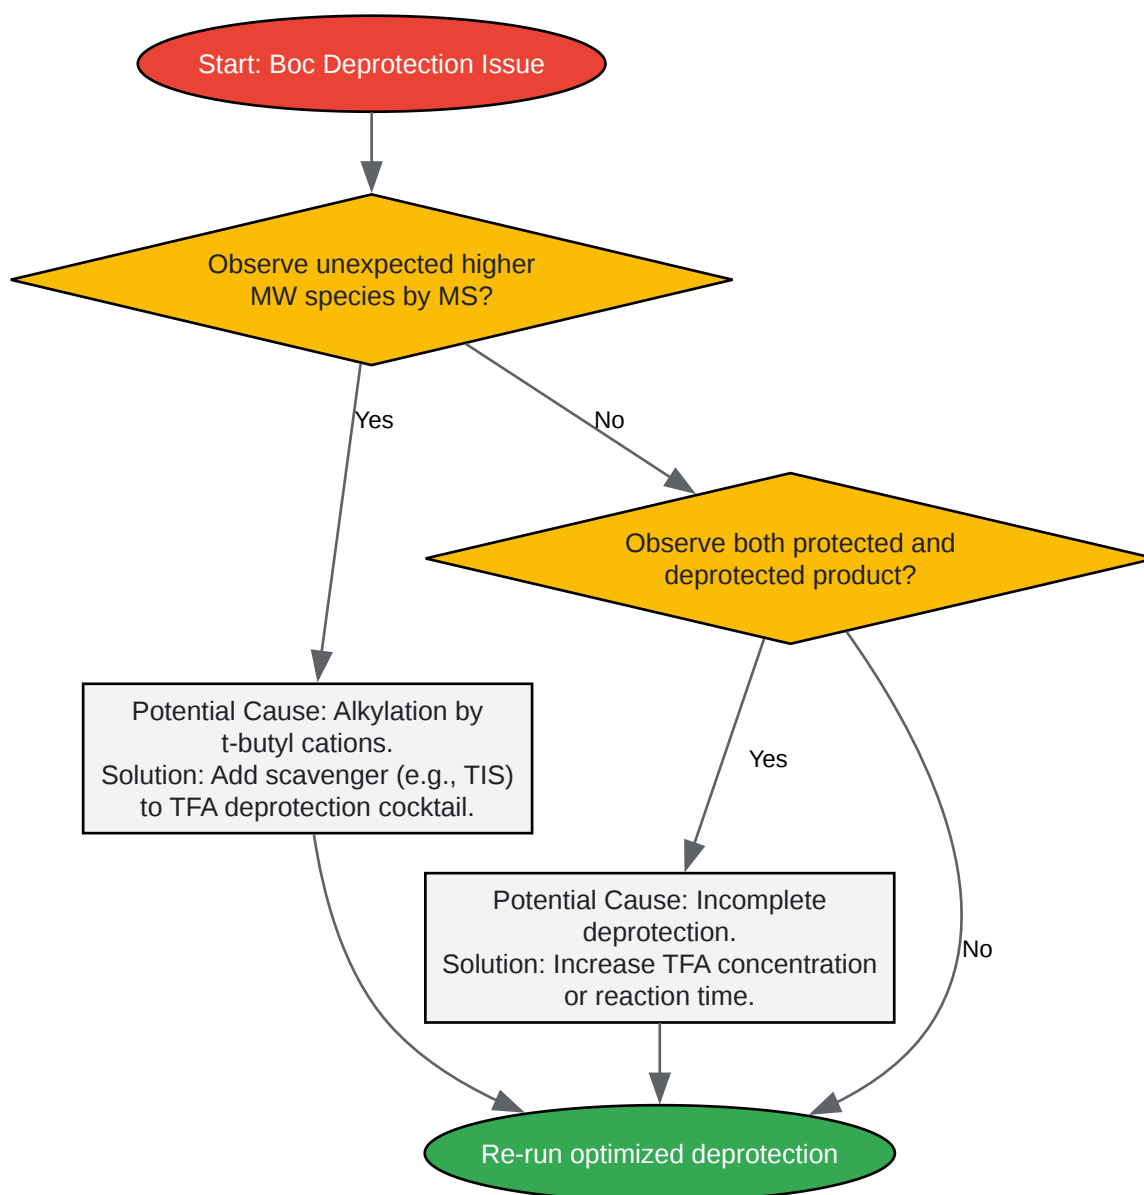 Start: Boc Deprotection Issue
Observe unexpected higher
MW species by MS?
Yes
No
Observe both protected and
deprotected product?
Potential Cause: Alkylation by
t-butyl cations.
Solution: Add scavenger (e.g., TIS)
to TFA deprotection cocktail.
Yes
Potential Cause: Incomplete
deprotection.
Solution: Increase TFA concentration
or reaction time.
No
Re-run optimized deprotection